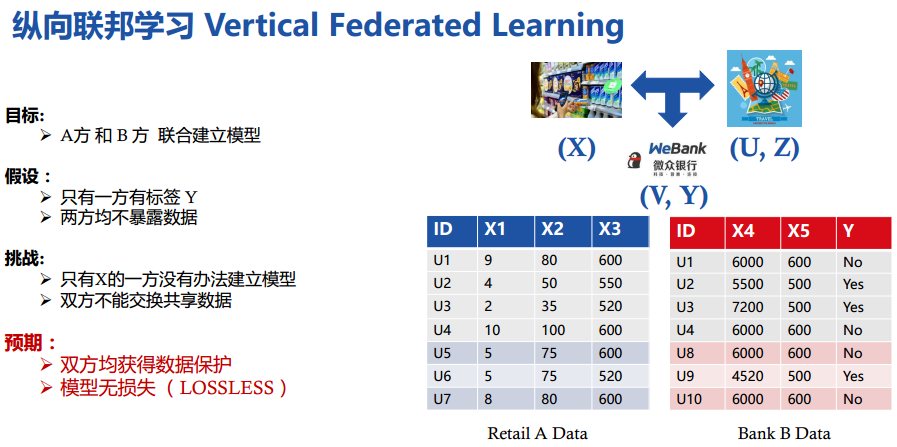 纵向联邦学习 Vertical Federated Learning
目标:
A方 和 B 方 联合建立模型
假设：
只有一方有标签 Y
两方均不暴露数据
挑战:
只有X的一方没有办法建立模型
双方不能交换共享数据
预期：
双方均获得数据保护
模型无损失 （ LOSSLESS ）
(X)
TRAVEL
(U, Z)
WeBank
微众银行
科技·普惠·连接
(V, Y)
ID X1 X2 X3
U1 9 80 600
U2 4 50 550
U3 2 35 520
U4 10 100 600
U5 5 75 600
U6 5 75 520
U7 8 80 600
Retail A Data
ID X4 X5 Y
U1 6000 600 No
U2 5500 500 Yes
U3 7200 500 Yes
U4 6000 600 No
U8 6000 600 No
U9 4520 500 Yes
U10 6000 600 No
Bank B Data